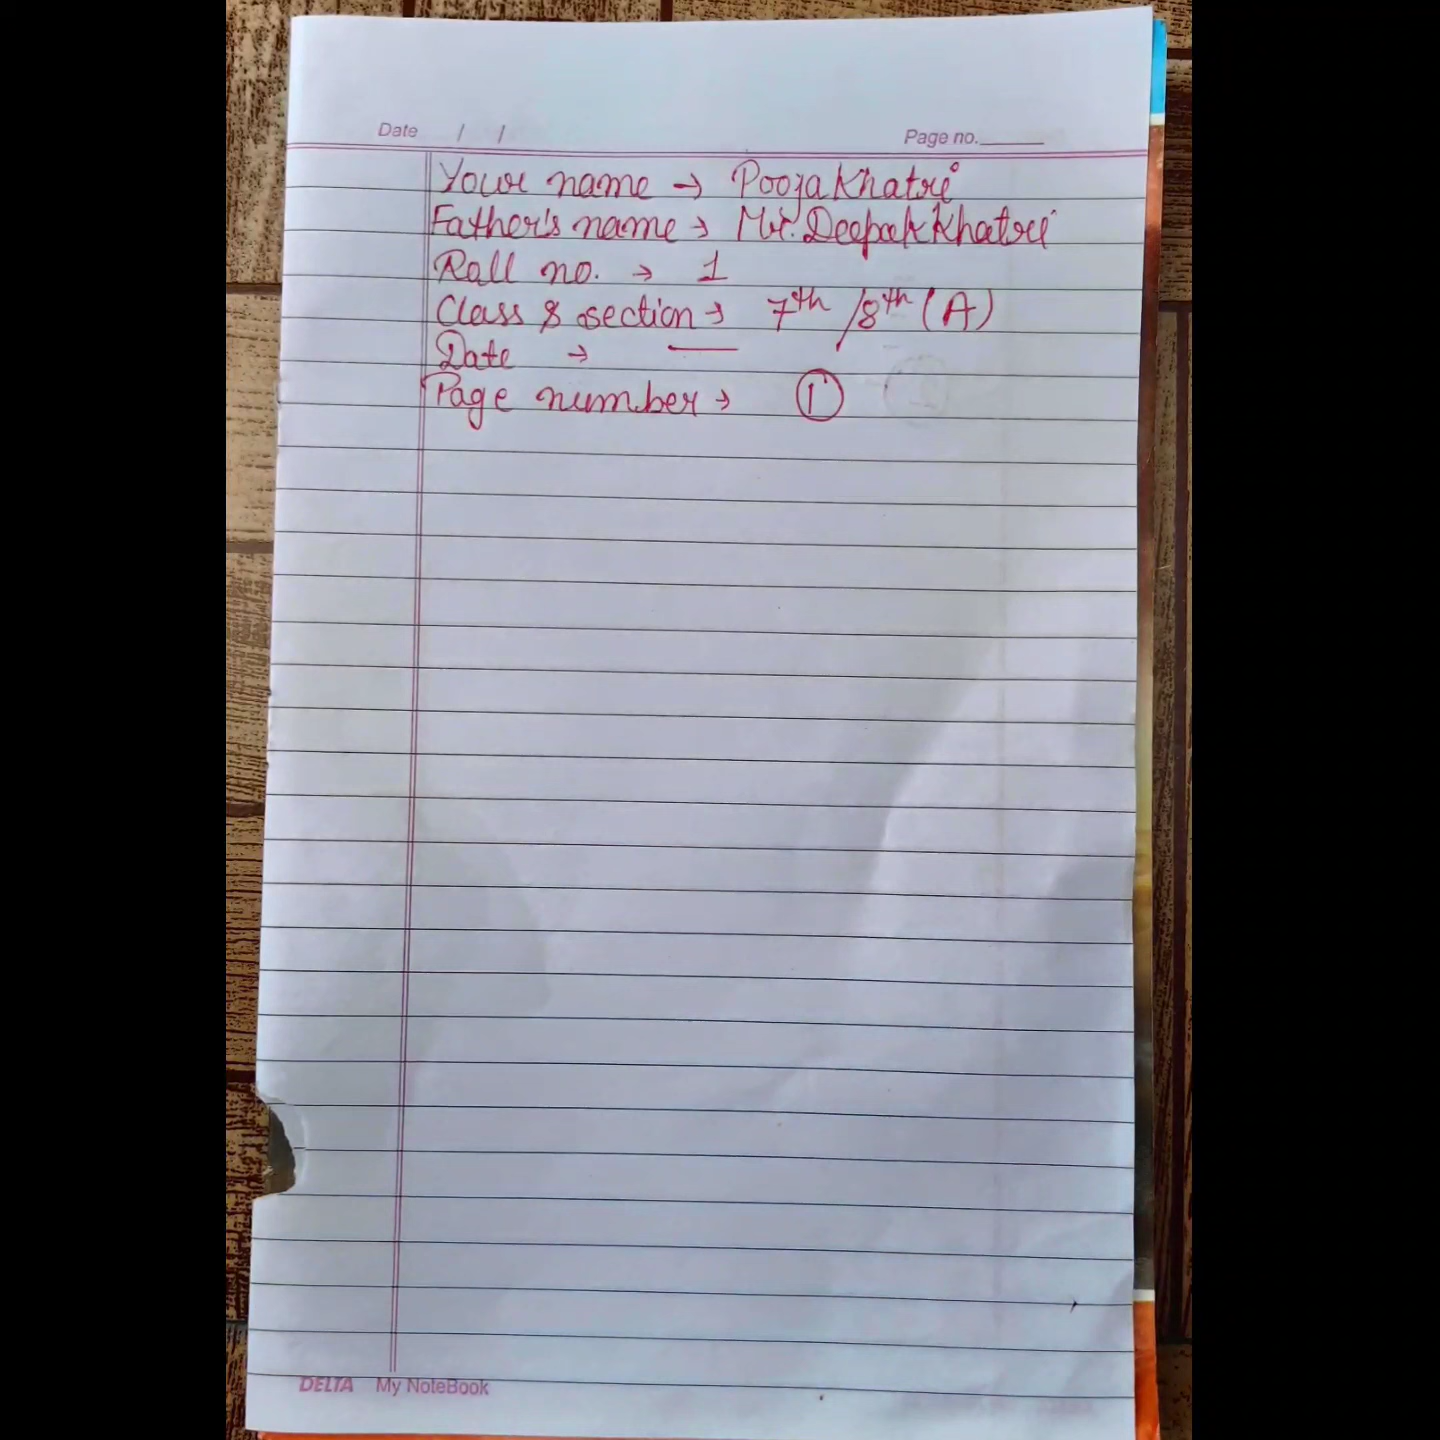 Date / /
Page no.
Your name → Pooja Khatri
Father's name → Mr. Deepak Khatri
Roll no. → 1
Class & section → 7th / 8th (A)
Date → —
Page number → 1
DELTA My NoteBook